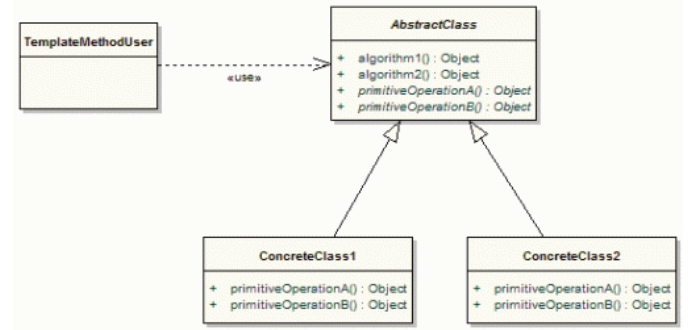 TemplateMethodUser
«use»
AbstractClass
+ algorithm1() : Object
+ algorithm2() : Object
+ primitiveOperationA() : Object
+ primitiveOperationB() : Object
ConcreteClass1
+ primitiveOperationA() : Object
+ primitiveOperationB() : Object
ConcreteClass2
+ primitiveOperationA() : Object
+ primitiveOperationB() : Object